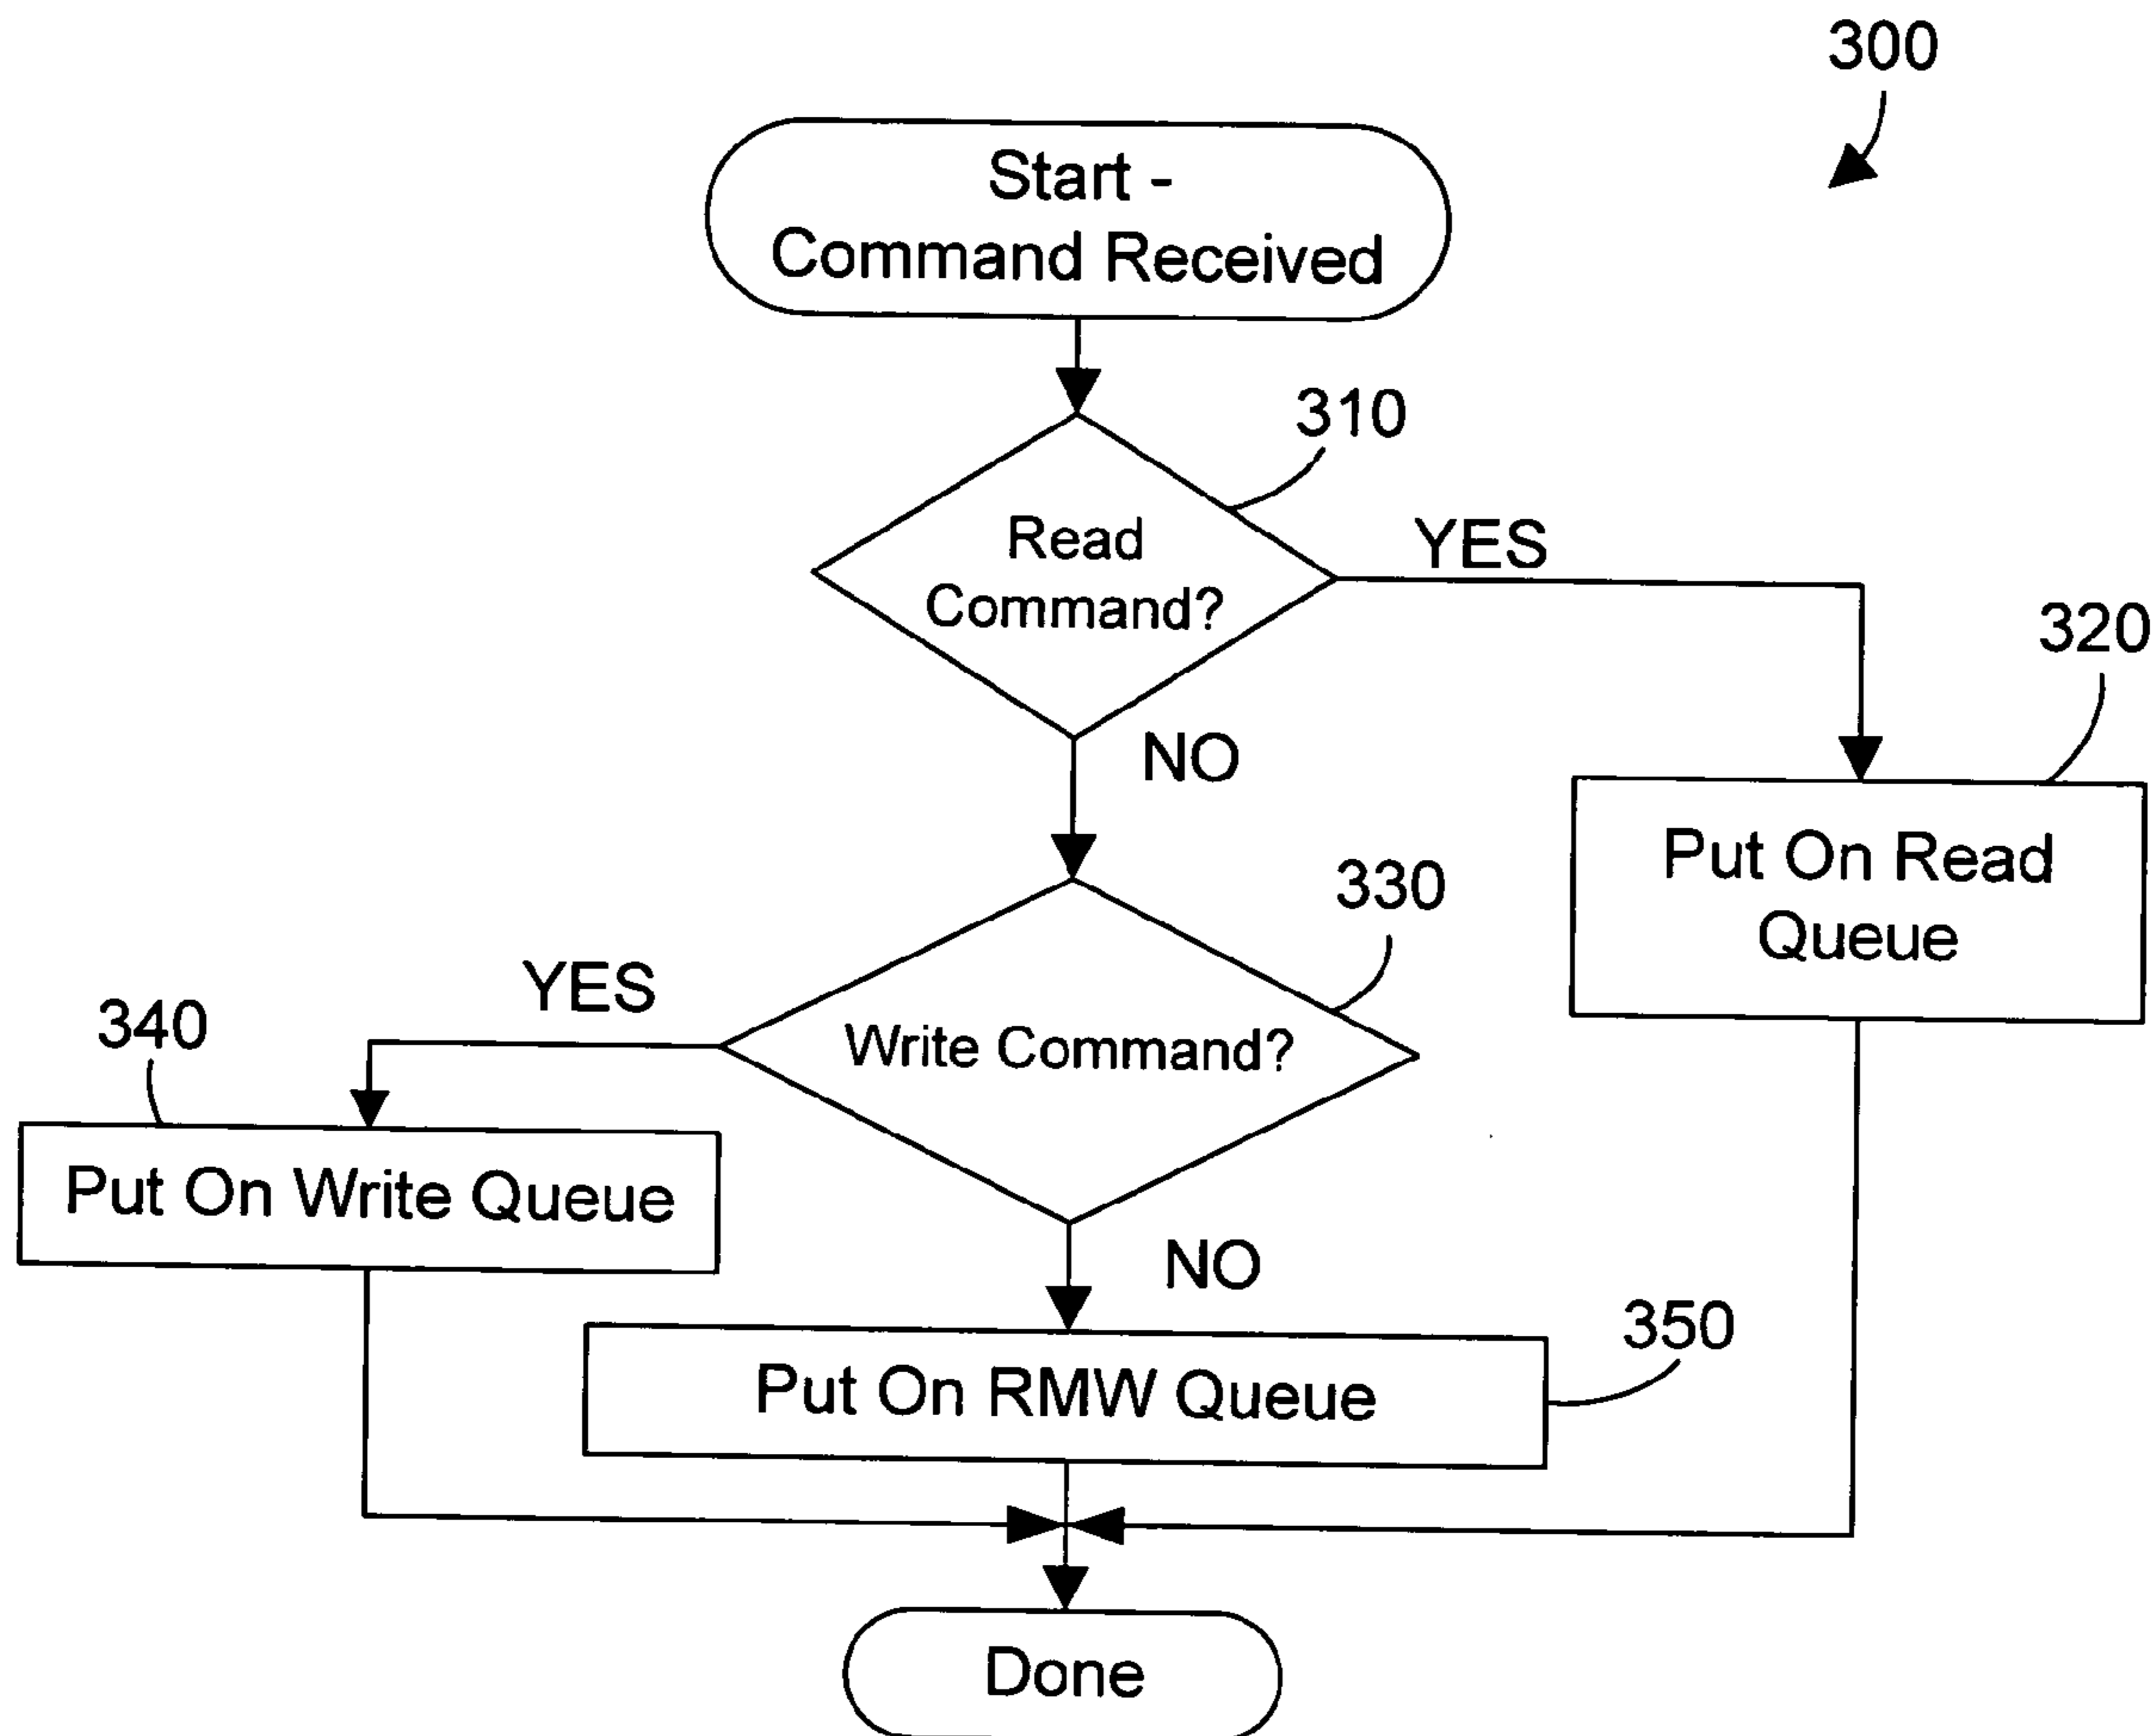 300
Start -
Command Received
310
Read
Command?
YES
320
NO
Put On Read
Queue
330
YES
340
Write Command?
Put On Write Queue
NO
350
Put On RMW Queue
Done